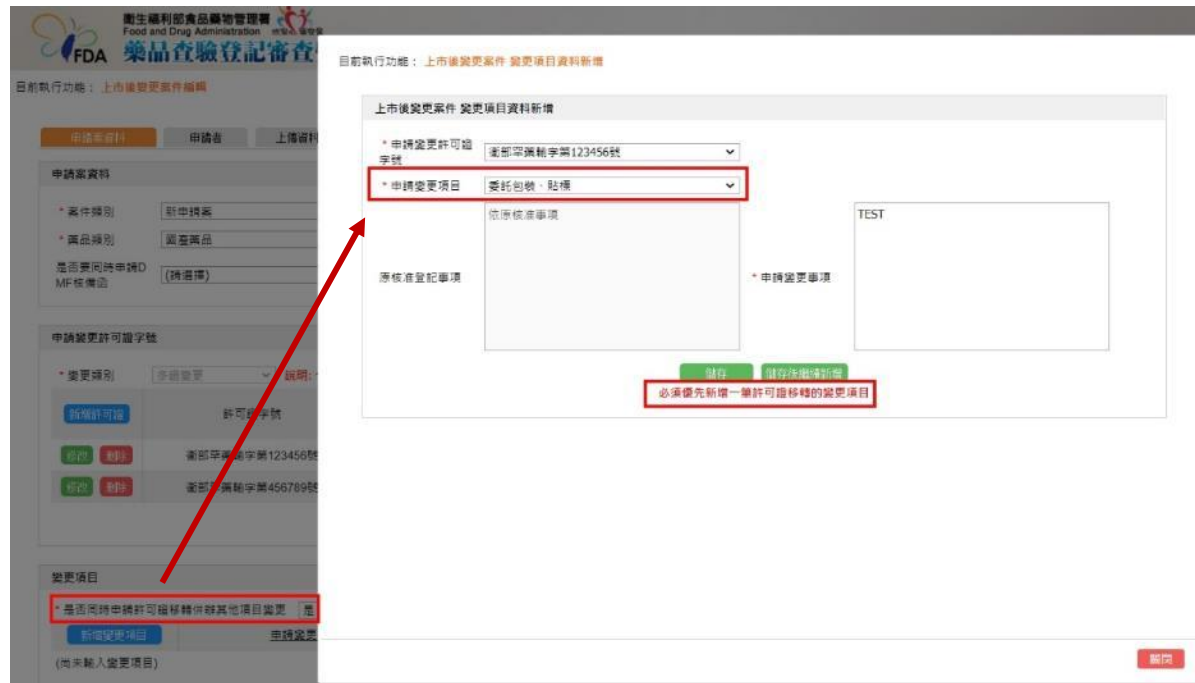 衛生福利部食品藥物管理署
Food and Drug Administration
FDA
藥品查驗登記審查
目前執行功能： 上市後變更案件編輯
申請案資料 申請者 上傳資料
申請案資料
* 案件類別 新申請案
* 藥品類別 國產藥品
是否要同時申請D
MF核備函 (請選擇)
申請變更許可證字號
* 變更類別 多證變更 說明:
新增許可證 許可證字號
修改 刪除 衛部罕藥輸字第123456號
修改 刪除 衛部罕藥輸字第456789號
變更項目
* 是否同時申請許可證移轉併辦其他項目變更 是
新增變更項目 申請變更
(尚未輸入變更項目)
目前執行功能： 上市後變更案件 變更項目資料新增
上市後變更案件 變更項目資料新增
* 申請變更許可證
字號 衛部罕藥輸字第123456號
* 申請變更項目 委託包裝、貼標
原核准登記事項 依原核准事項
* 申請變更事項 TEST
儲存 儲存後繼續新增
必須優先新增一筆許可證移轉的變更項目
關閉